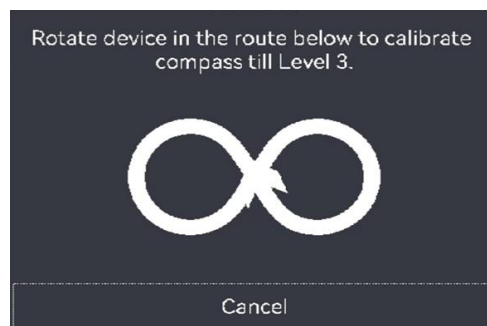 Rotate device in the route below to calibrate
compass till Level 3.
Cancel